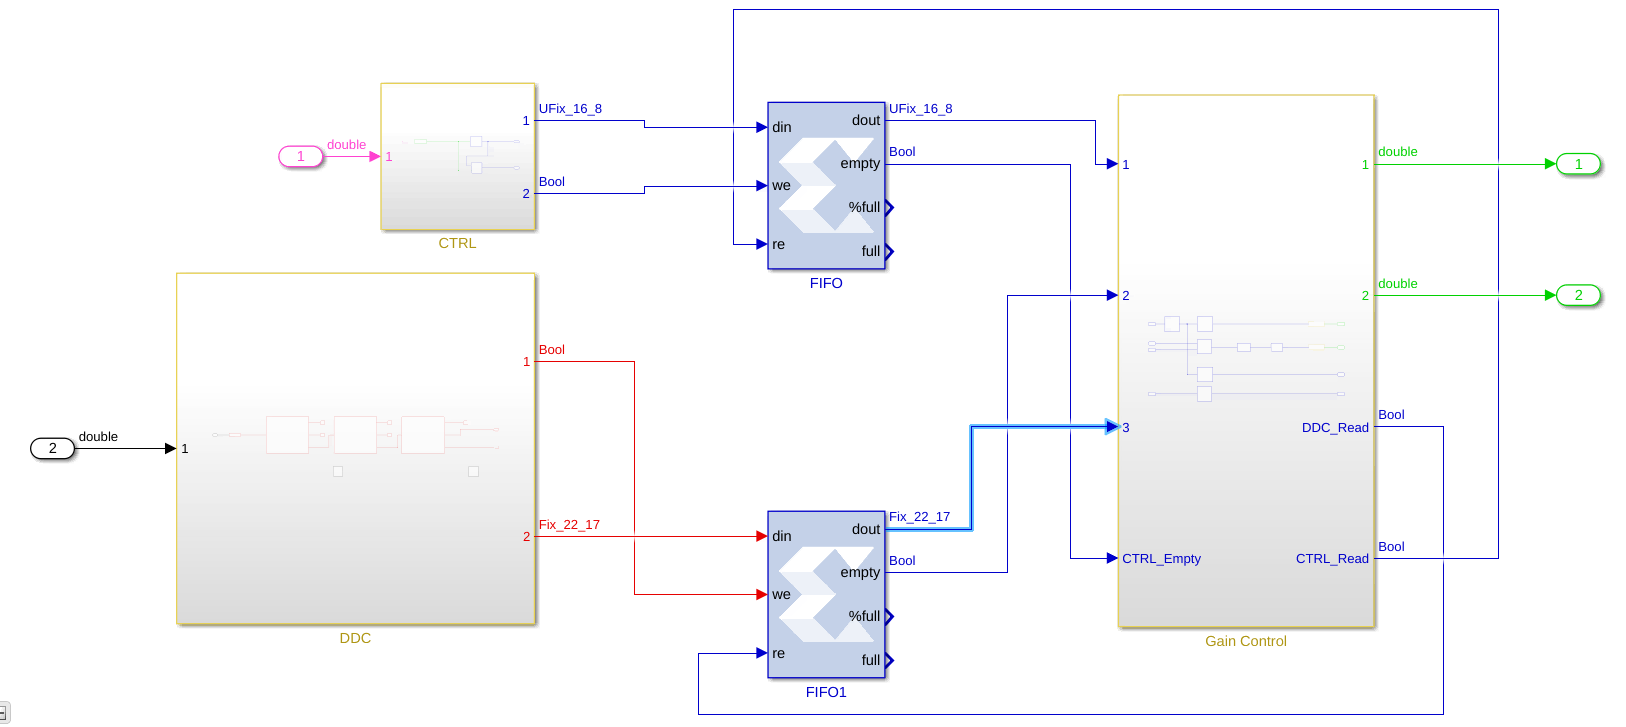 UFix_16_8
1
1
double
1
Bool
2
CTRL
din
we
re
dout
empty
%full
full
FIFO
UFix_16_8
Bool
1
2
3
CTRL_Empty
1
2
DDC_Read
CTRL_Read
Gain Control
double
1
double
2
Bool
Bool
2
double
1
1
Bool
2
Fix_22_17
DDC
din
we
re
dout
empty
%full
full
FIFO1
Fix_22_17
Bool